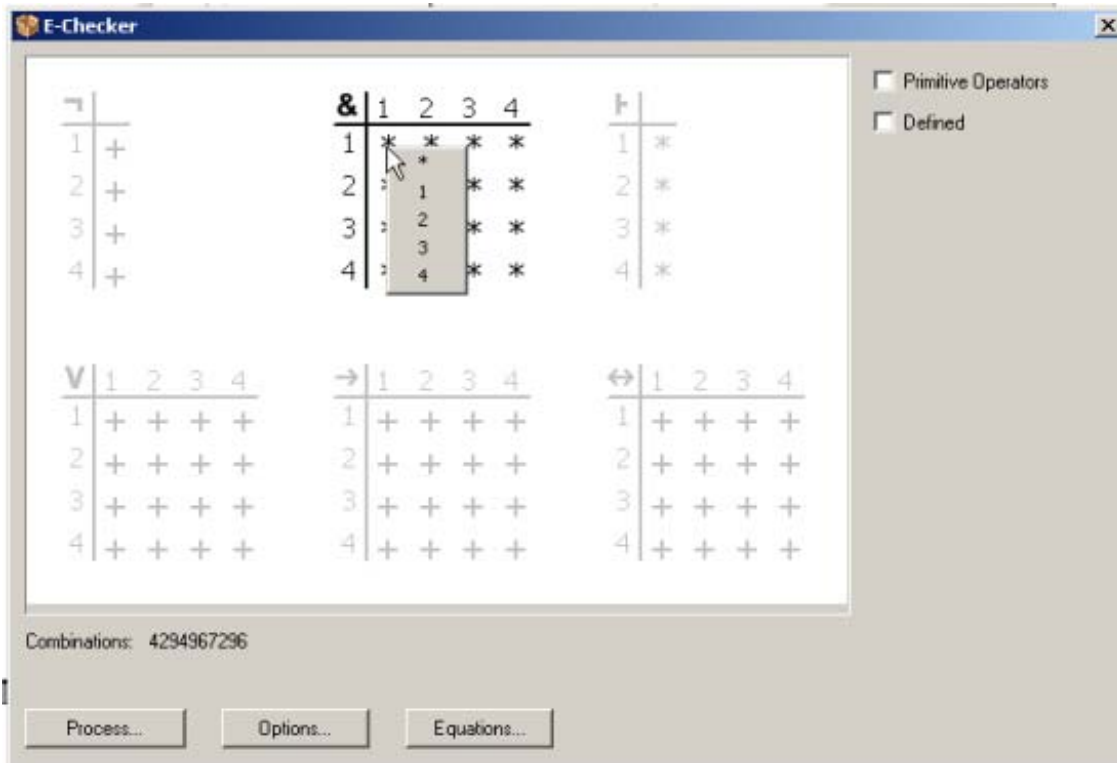 E-Checker
¬
1 +
2 +
3 +
4 +
& 1 2 3 4
1 * * * *
2 * *
3 * *
4 * *
*
1
2
3
4
⊢
1 *
2 *
3 *
4 *
V 1 2 3 4
1 + + + +
2 + + + +
3 + + + +
4 + + + +
→ 1 2 3 4
1 + + + +
2 + + + +
3 + + + +
4 + + + +
↔ 1 2 3 4
1 + + + +
2 + + + +
3 + + + +
4 + + + +
Primitive Operators
Defined
Combinations: 4294967296
Process... Options... Equations...